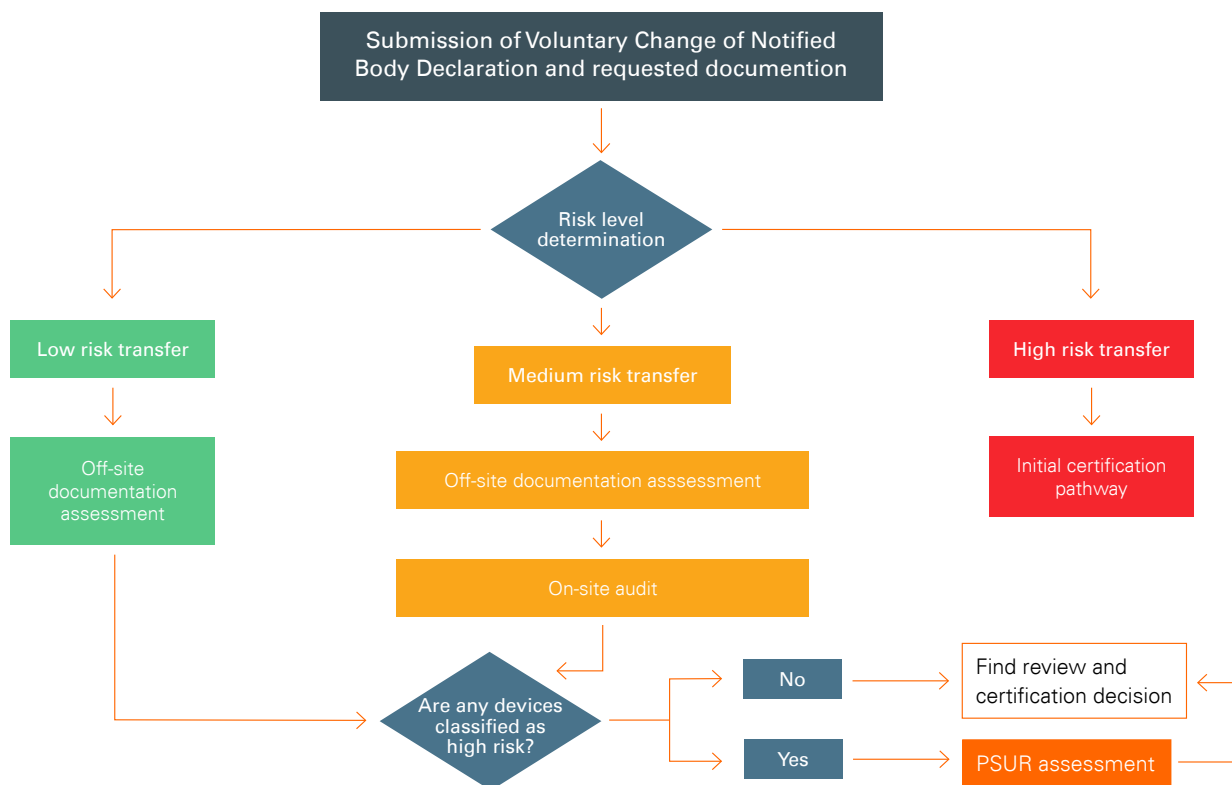 Submission of Voluntary Change of Notified
Body Declaration and requested documention
Risk level
determination
Low risk transfer
Medium risk transfer
High risk transfer
Off-site
documentation
assessment
Off-site documentation asssessment
Initial certification
pathway
On-site audit
Are any devices
classified as
high risk?
No
Find review and
certification decision
Yes
PSUR assessment